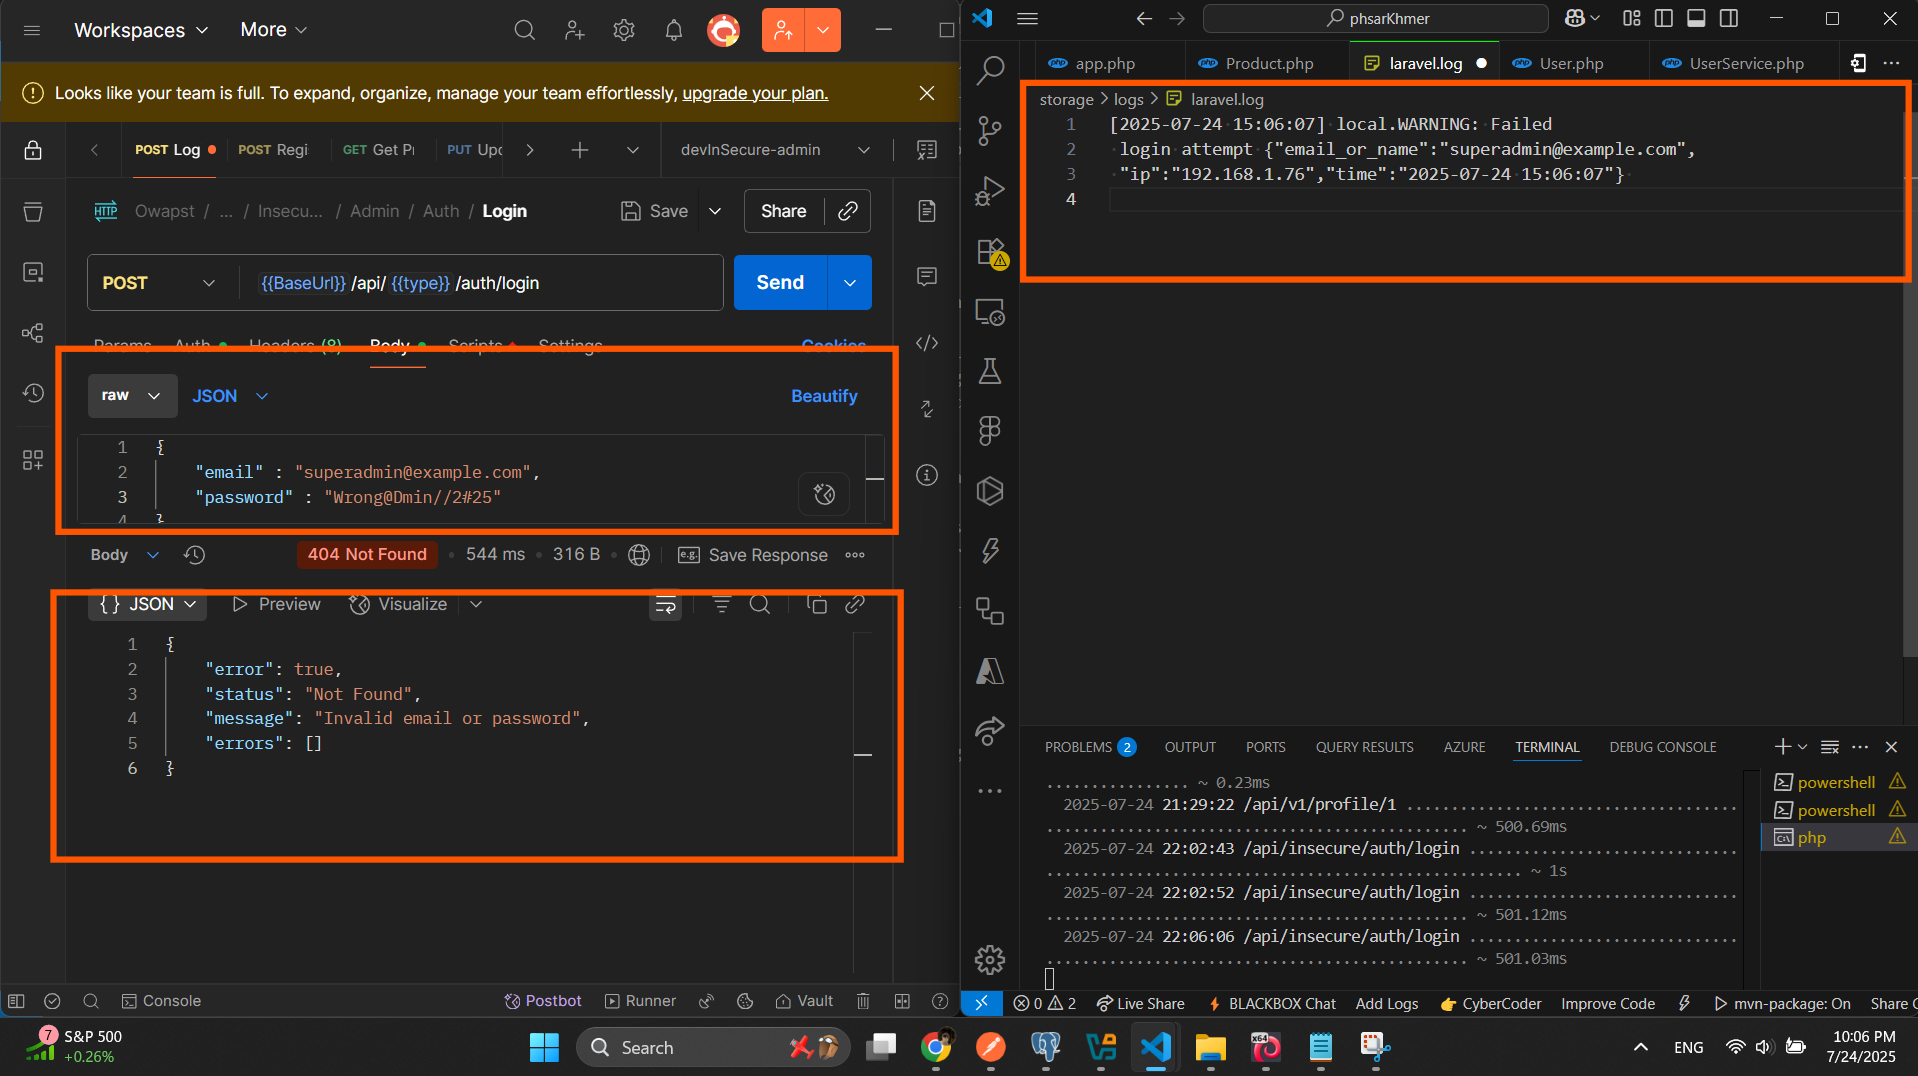 Workspaces
More
Looks like your team is full. To expand, organize, manage your team effortlessly, upgrade your plan.
POST Log
POST Regi
GET Get Pr
PUT Upc
devInSecure-admin
Owapst / ... / Insecu... / Admin / Auth / Login
Save
Share
POST
{{BaseUrl}} /api/ {{type}} /auth/login
Send
Params Auth Headers (8) Body Scripts Settings Cookies
raw
JSON
Beautify
1 {
2 "email" : "superadmin@example.com",
3 "password" : "Wrong@Dmin//2#25"
4 }
Body
404 Not Found
544 ms
316 B
e.g.
Save Response
{} JSON
Preview
Visualize
1 {
2 "error": true,
3 "status": "Not Found",
4 "message": "Invalid email or password",
5 "errors": []
6 }
Console
Postbot
Runner
Vault
phsarKhmer
php app.php
php Product.php
laravel.log
php User.php
php UserService.php
storage > logs > laravel.log
1 [2025-07-24 15:06:07] local.WARNING: Failed
2 login attempt {"email_or_name":"superadmin@example.com",
3 "ip":"192.168.1.76","time":"2025-07-24 15:06:07"}
4
PROBLEMS 2
OUTPUT
PORTS
QUERY RESULTS
AZURE
TERMINAL
DEBUG CONSOLE
................ ~ 0.23ms
2025-07-24 21:29:22 /api/v1/profile/1 .................................
................................................ ~ 500.69ms
2025-07-24 22:02:43 /api/insecure/auth/login ...........................
...................................................... ~ 1s
2025-07-24 22:02:52 /api/insecure/auth/login ...........................
................................................ ~ 501.12ms
2025-07-24 22:06:06 /api/insecure/auth/login ...........................
................................................ ~ 501.03ms
powershell
powershell
php
0 2
Live Share
BLACKBOX Chat
Add Logs
CyberCoder
Improve Code
mvn-package: On
Share C
7
S&P 500
+0.26%
Search
X64
ENG
10:06 PM
7/24/2025